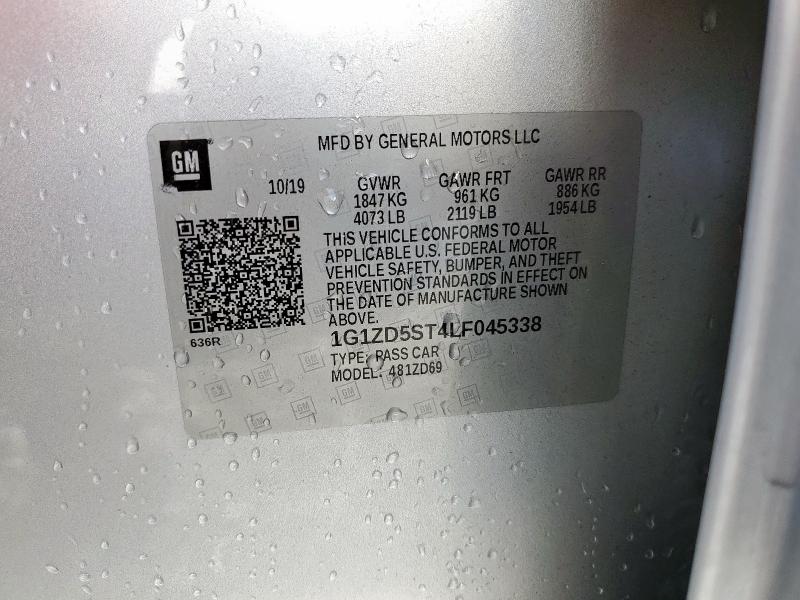 GM
MFD BY GENERAL MOTORS LLC
10/19 GVWR GAWR FRT GAWR RR
1847 KG 961 KG 886 KG
4073 LB 2119 LB 1954 LB
THIS VEHICLE CONFORMS TO ALL
APPLICABLE U.S. FEDERAL MOTOR
VEHICLE SAFETY, BUMPER, AND THEFT
PREVENTION STANDARDS IN EFFECT ON
THE DATE OF MANUFACTURE SHOWN
ABOVE.
636R
1G1ZD5ST4LF045338
TYPE: PASS CAR
MODEL: 481ZD69